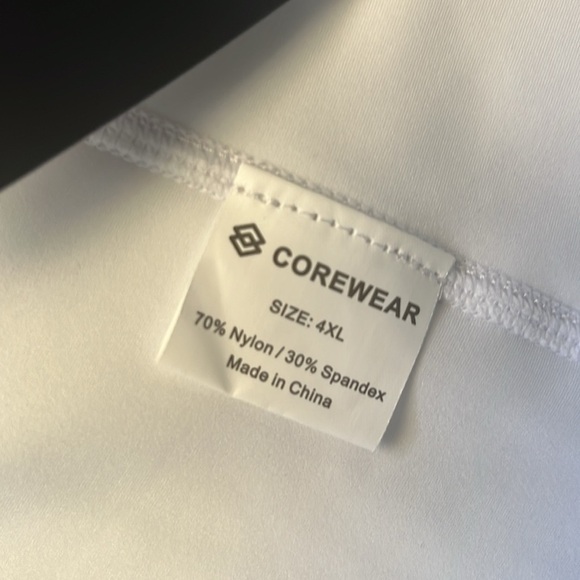 COREWEAR
SIZE: 4XL
70% Nylon / 30% Spandex
Made in China